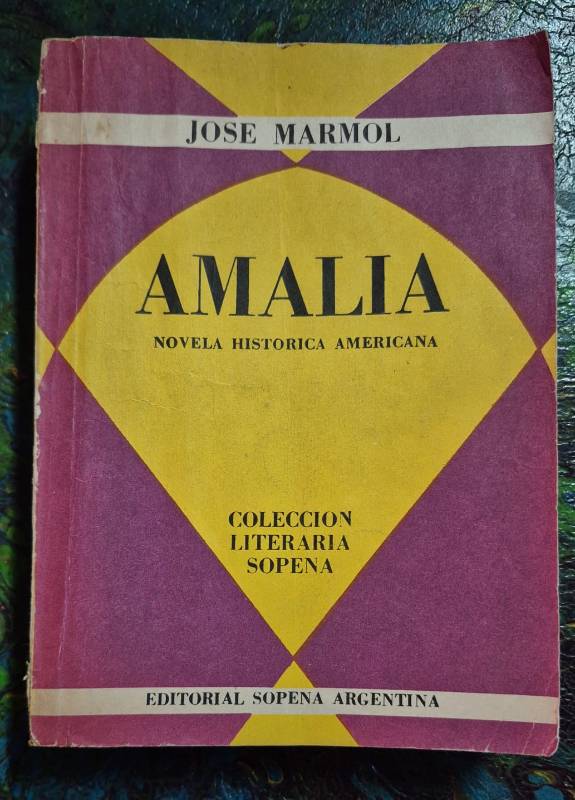 JOSE MARMOL
AMALIA
NOVELA HISTORICA AMERICANA
COLECCION
LITERARIA
SOPENA
EDITORIAL SOPENA ARGENTINA